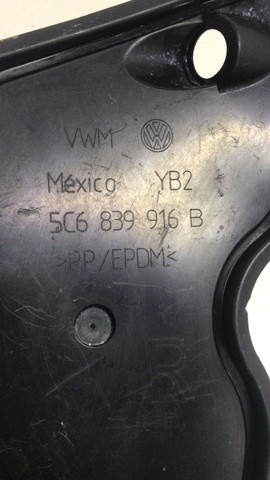 VWM
México YB2
5C6 839 916 B
>PP/EPDM<